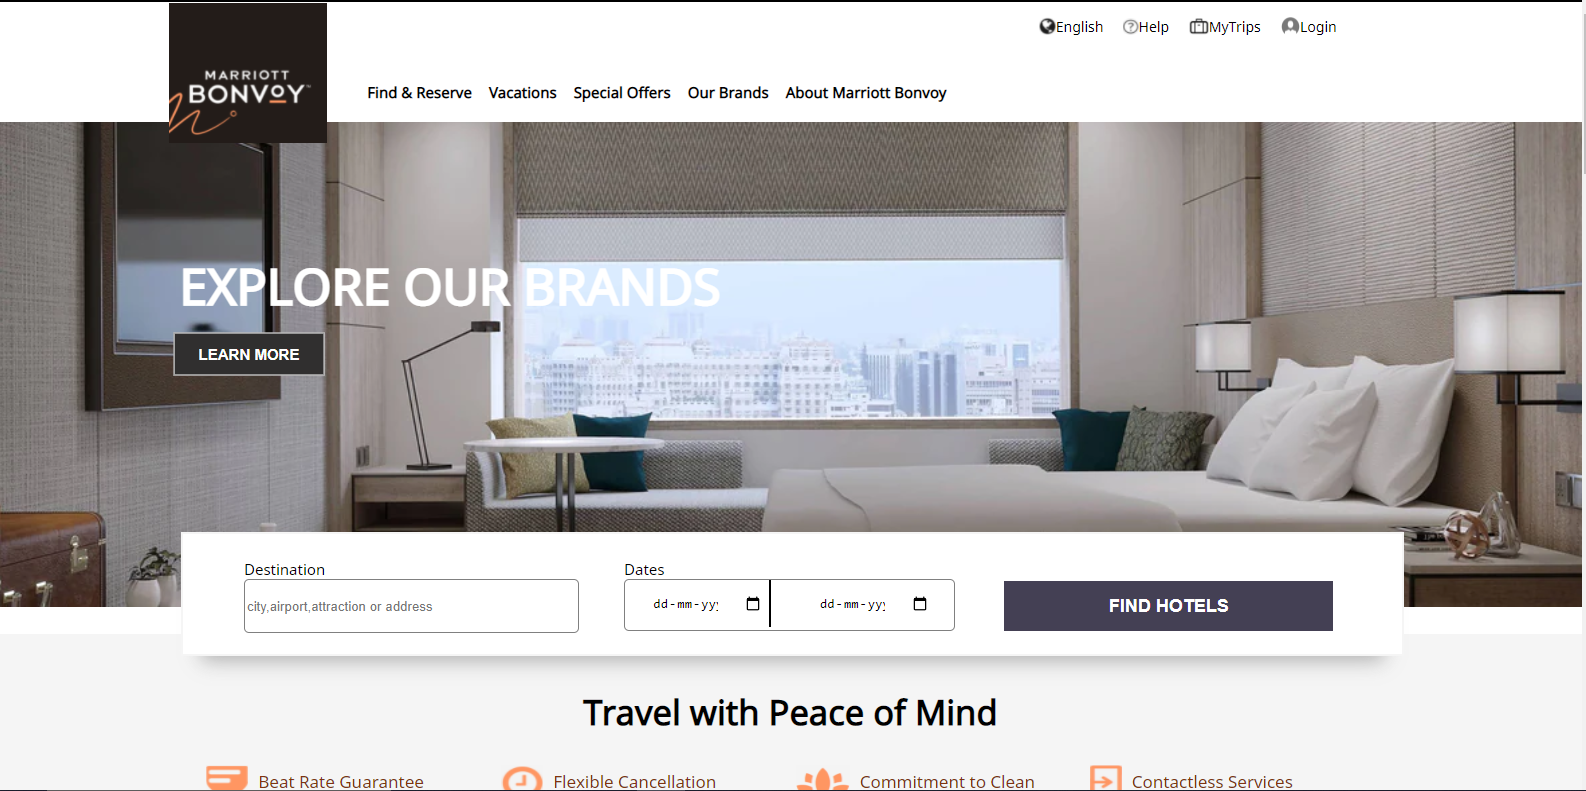 English Help MyTrips Login
MARRIOTT
BONVOY™
Find & Reserve Vacations Special Offers Our Brands About Marriott Bonvoy
EXPLORE OUR BRANDS
LEARN MORE
Destination
city,airport,attraction or address
Dates
dd-mm-yy dd-mm-yy
FIND HOTELS
Travel with Peace of Mind
Beat Rate Guarantee Flexible Cancellation Commitment to Clean Contactless Services